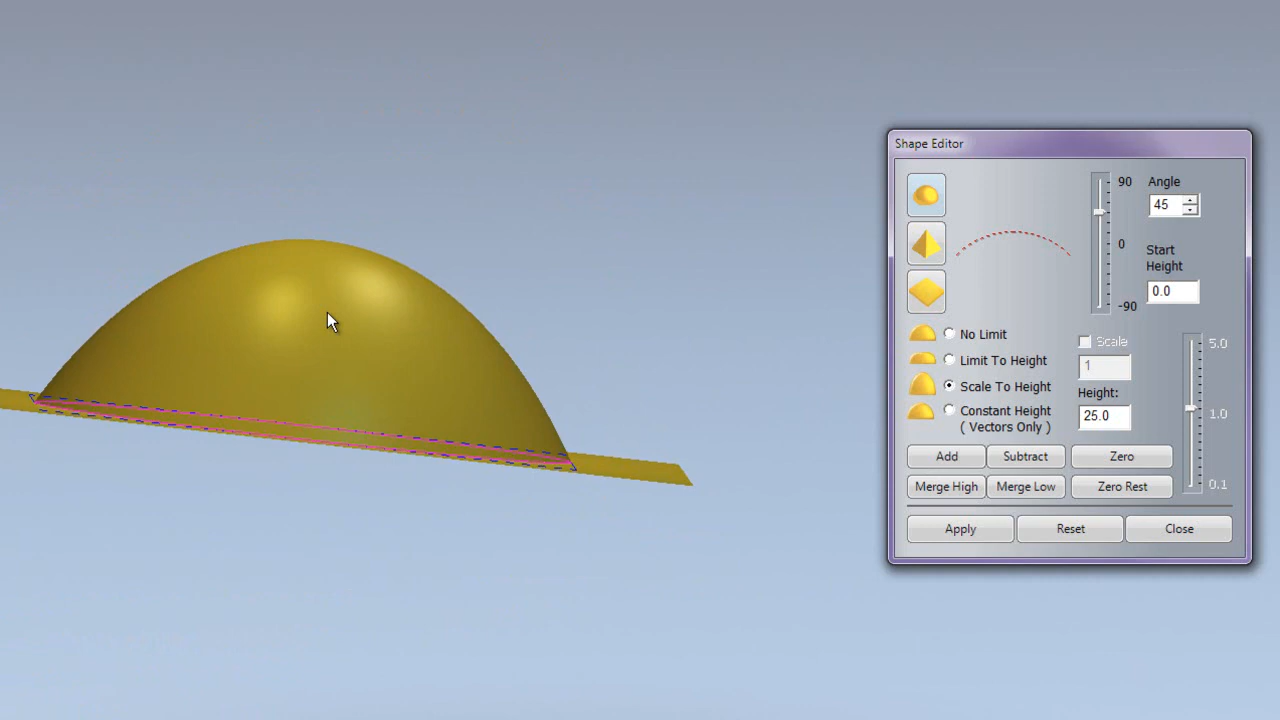 Shape Editor
90
Angle
45
0
Start
Height
0.0
-90
No Limit
Scale
5.0
Limit To Height
1
Scale To Height
Height:
Constant Height
( Vectors Only )
25.0
1.0
Add
Subtract
Zero
Merge High
Merge Low
Zero Rest
0.1
Apply
Reset
Close